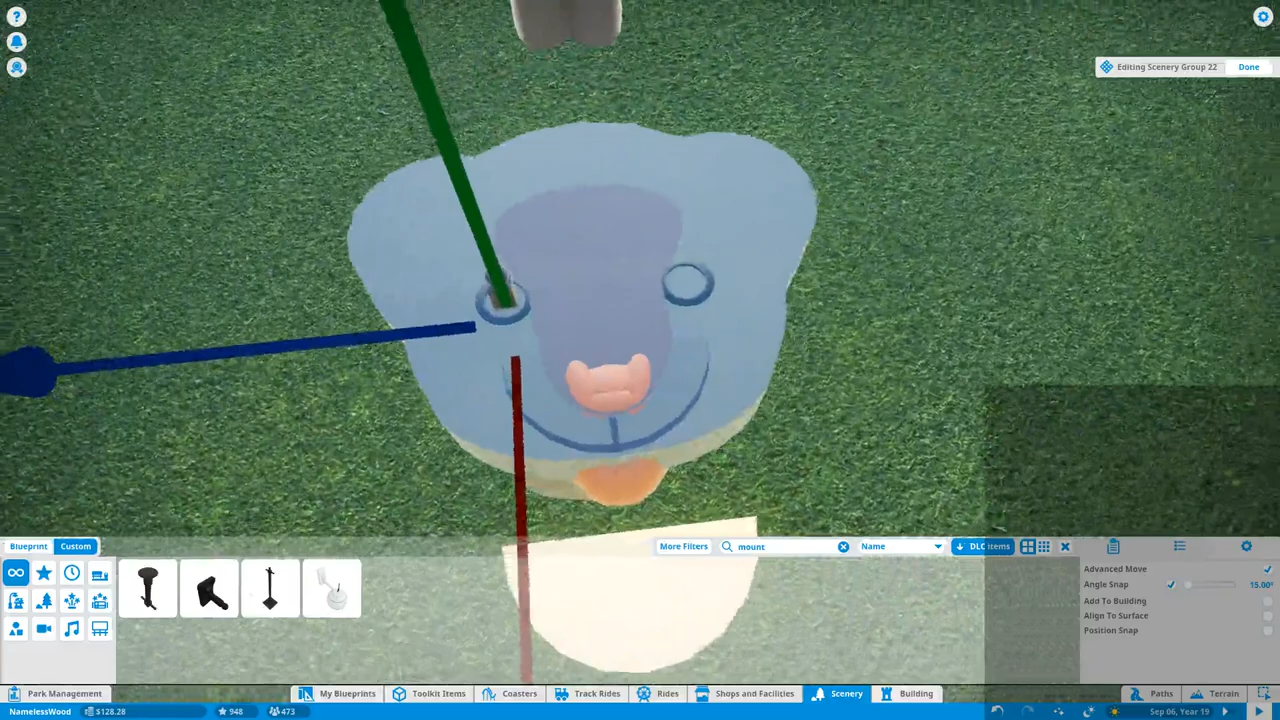 ?
Editing Scenery Group 22 Done
Blueprint Custom More Filters mount Name DLC items
Advanced Move
Angle Snap 15.00°
Add To Building
Align To Surface
Position Snap
Park Management My Blueprints Toolkit Items Coasters Track Rides Rides Shops and Facilities Scenery Building Paths Terrain
NamelessWood $128.28 948 473 Sep 06, Year 19